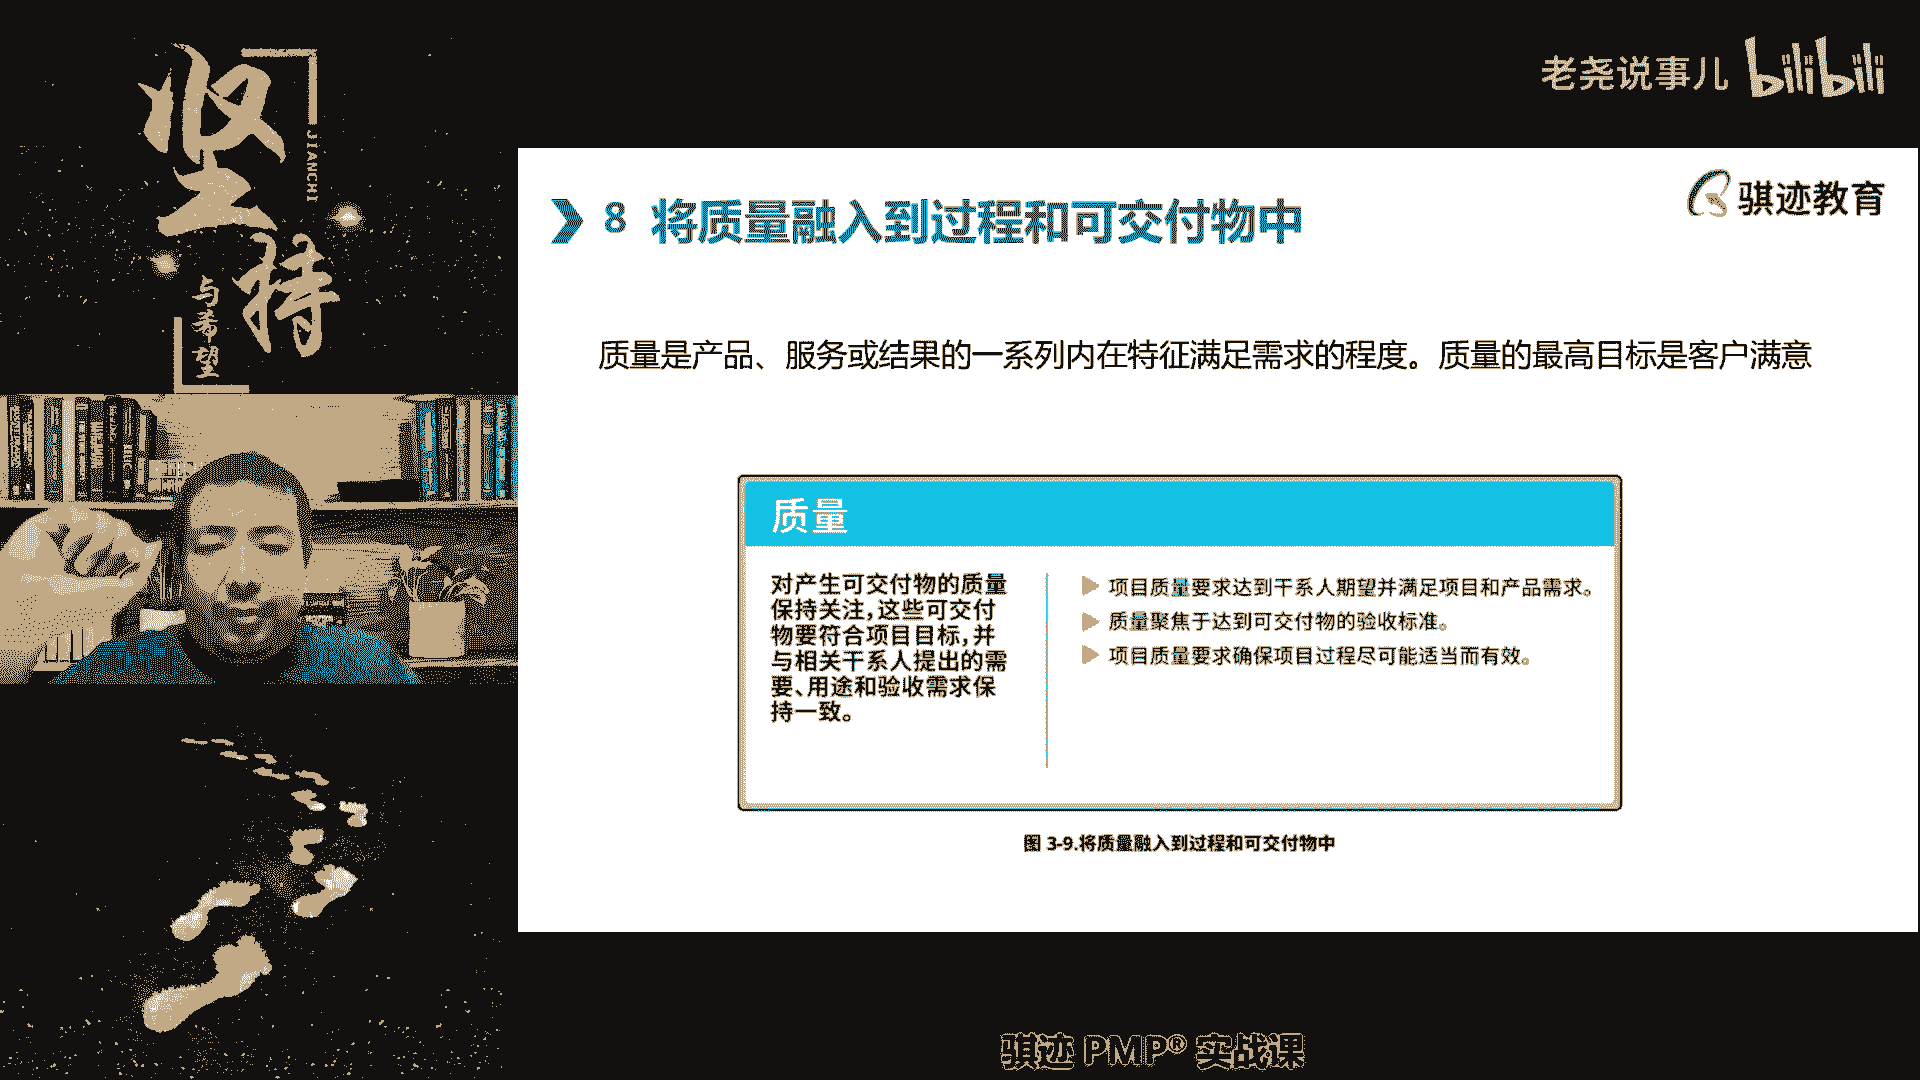 坚持
JIANCHI
与希望
老尧说事儿 bilibili
骐迹教育
8 将质量融入到过程和可交付物中
质量是产品、服务或结果的一系列内在特征满足需求的程度。质量的最高目标是客户满意
质量
对产生可交付物的质量
保持关注，这些可交付
物要符合项目目标，并
与相关干系人提出的需
要、用途和验收需求保
持一致。
项目质量要求达到干系人期望并满足项目和产品需求。
质量聚焦于达到可交付物的验收标准。
项目质量要求确保项目过程尽可能适当而有效。
图 3-9.将质量融入到过程和可交付物中
骐迹 PMP® 实战课